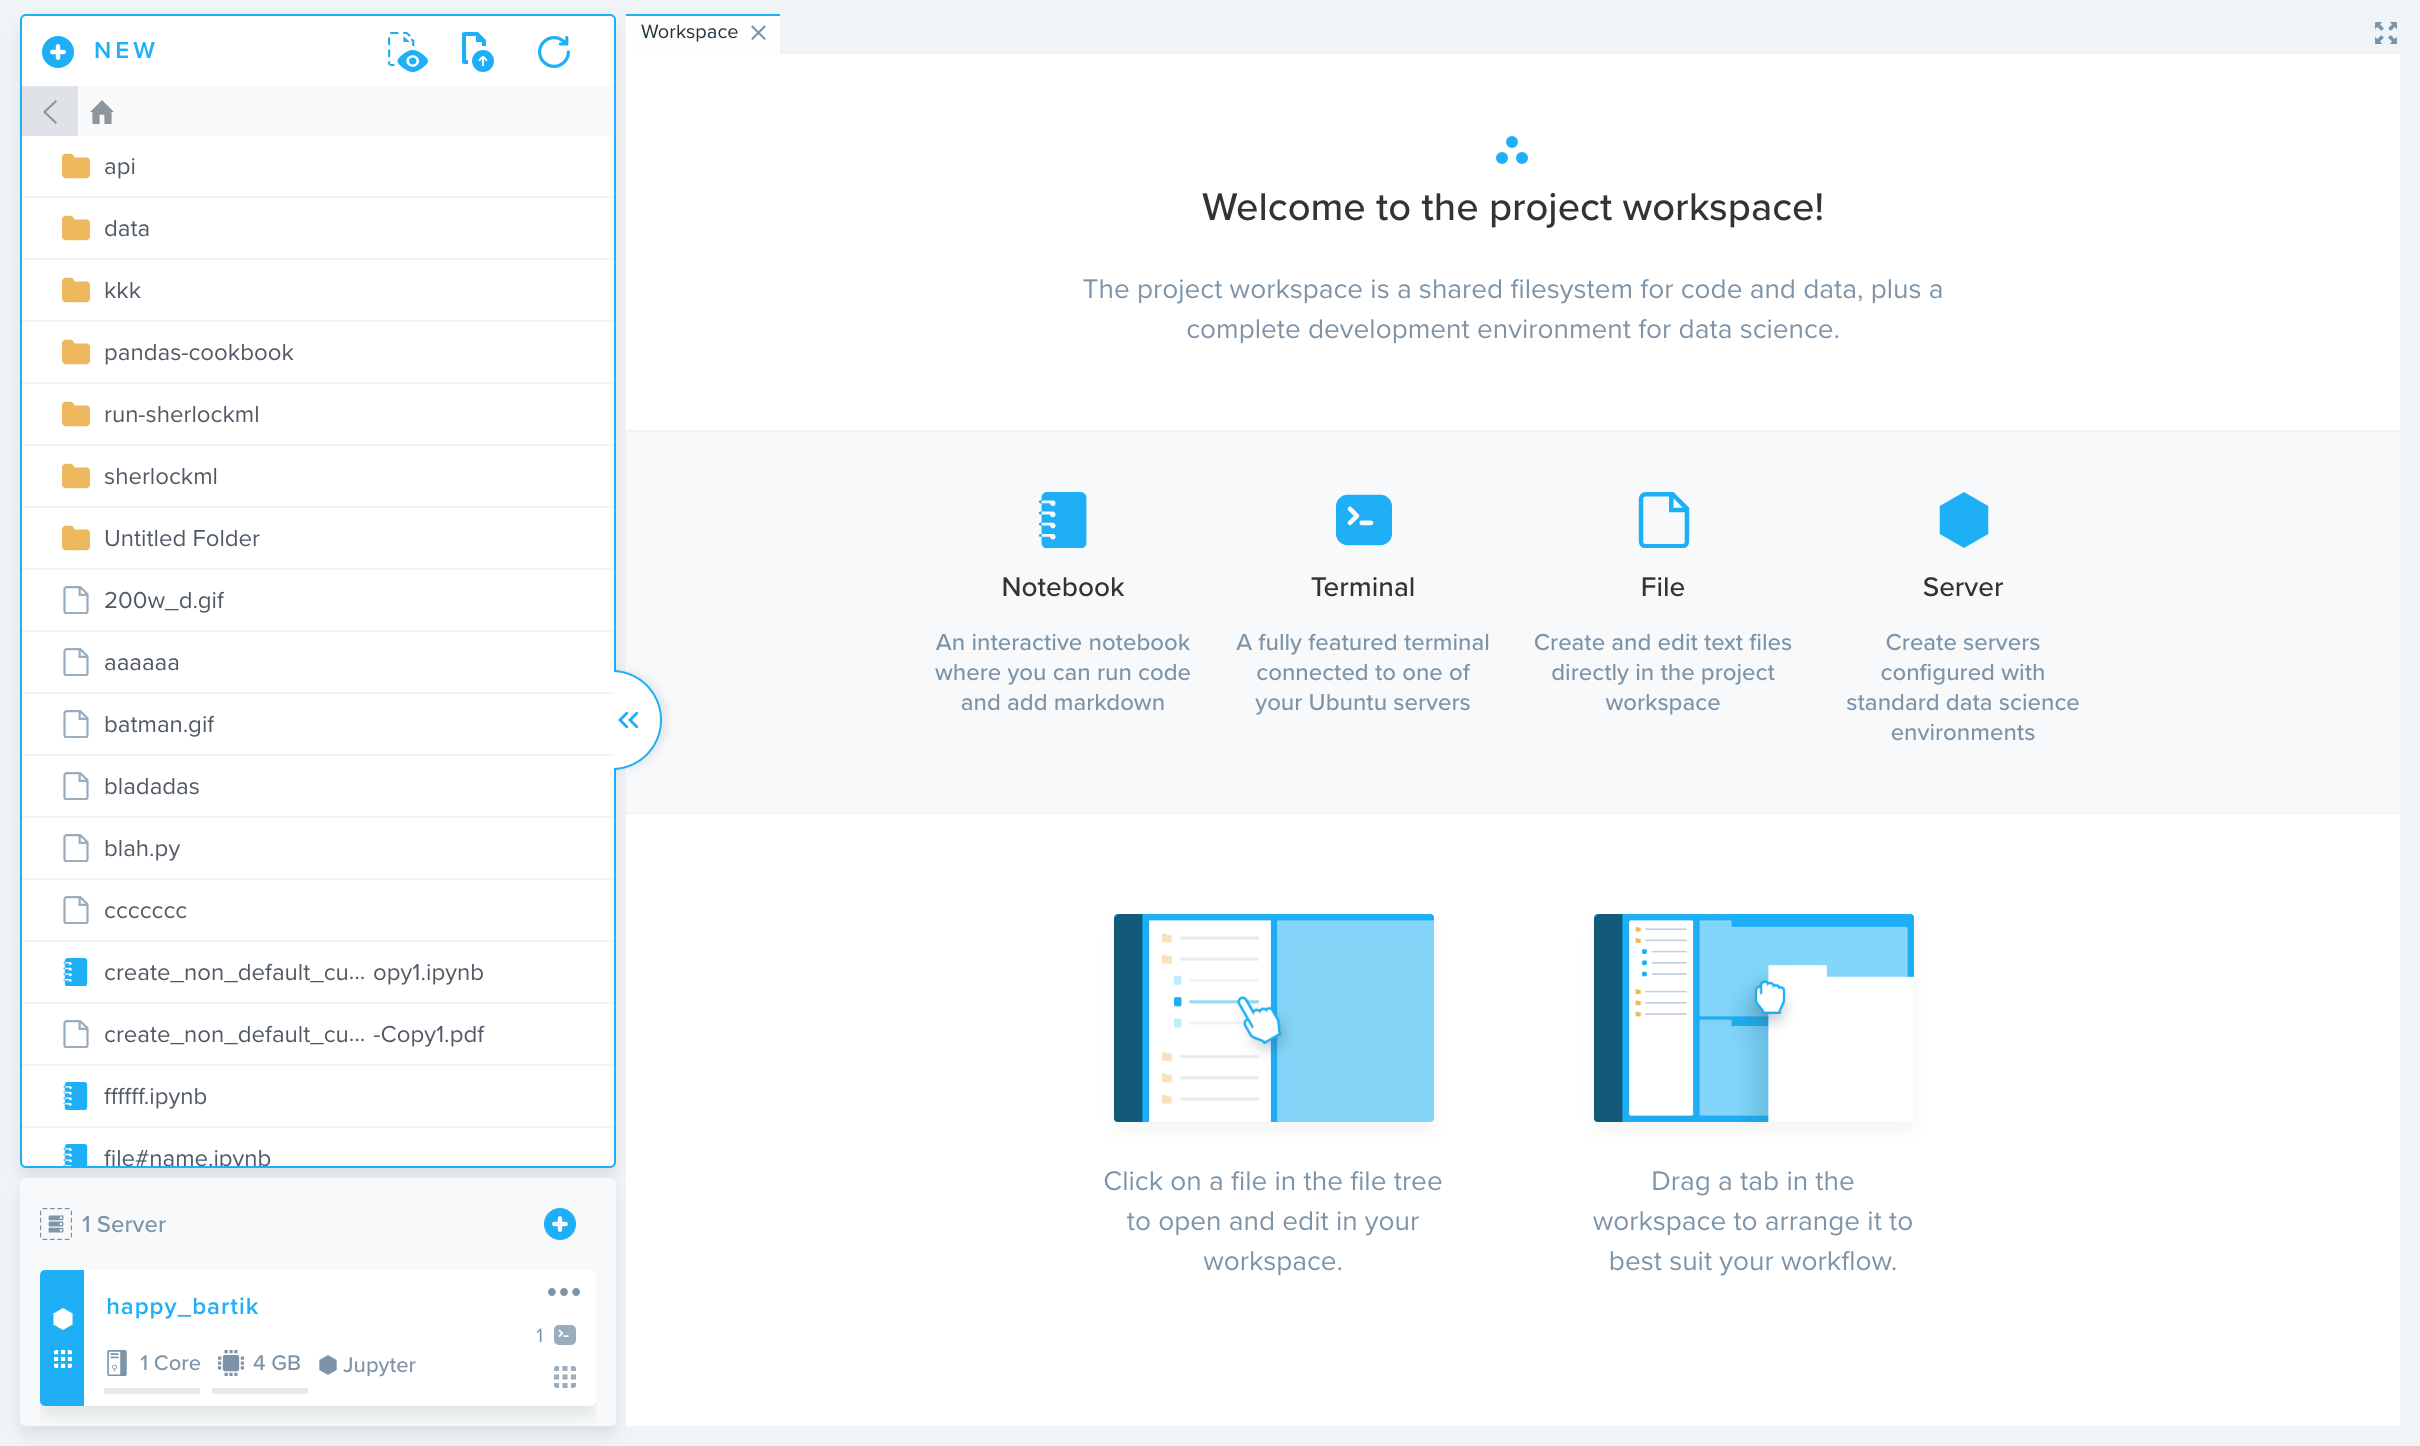 NEW
api
data
kkk
pandas-cookbook
run-sherlockml
sherlockml
Untitled Folder
200w_d.gif
aaaaaa
batman.gif
bladadas
blah.py
ccccccc
create_non_default_cu... opy1.ipynb
create_non_default_cu... -Copy1.pdf
ffffff.ipynb
file#name.ipynb
1 Server
happy_bartik
1
1 Core 4 GB Jupyter
Workspace
Welcome to the project workspace!
The project workspace is a shared filesystem for code and data, plus a
complete development environment for data science.
Notebook
An interactive notebook
where you can run code
and add markdown
Terminal
A fully featured terminal
connected to one of
your Ubuntu servers
File
Create and edit text files
directly in the project
workspace
Server
Create servers
configured with
standard data science
environments
Click on a file in the file tree
to open and edit in your
workspace.
Drag a tab in the
workspace to arrange it to
best suit your workflow.